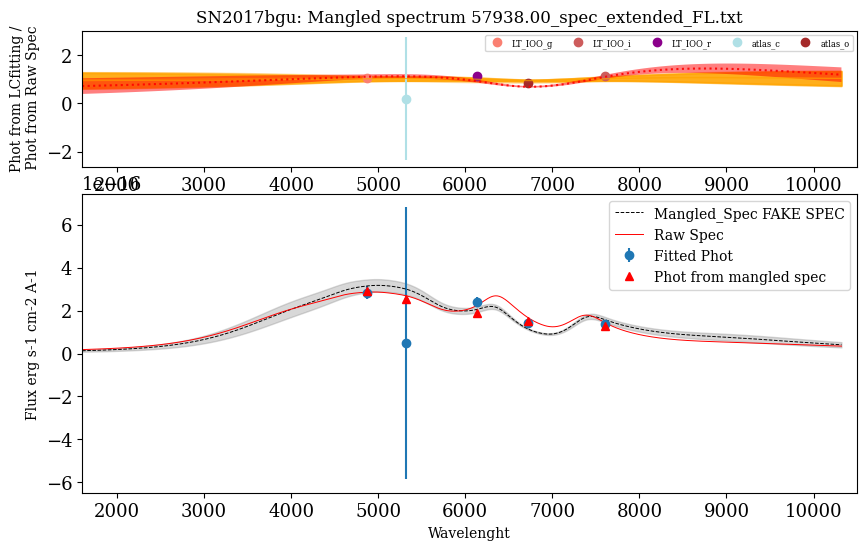 SN2017bgu: Mangled spectrum 57938.00_spec_extended_FL.txt
Phot from LCfitting /
Phot from Raw Spec
2
0
−2
LT_IOO_g
LT_IOO_i
LT_IOO_r
atlas_c
atlas_o
2000 3000 4000 5000 6000 7000 8000 9000 10000
1e−16
Flux erg s-1 cm-2 A-1
6
4
2
0
−2
−4
−6
Mangled_Spec FAKE SPEC
Raw Spec
Fitted Phot
Phot from mangled spec
2000 3000 4000 5000 6000 7000 8000 9000 10000
Wavelenght